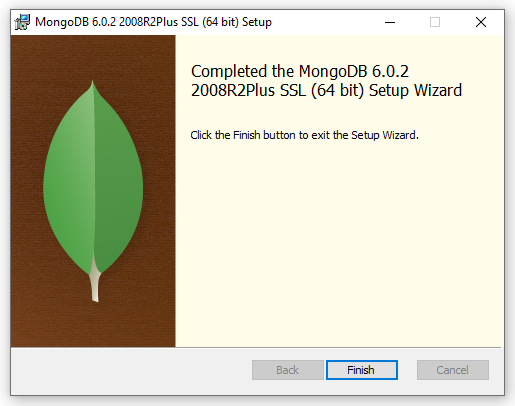 MongoDB 6.0.2 2008R2Plus SSL (64 bit) Setup
Completed the MongoDB 6.0.2
2008R2Plus SSL (64 bit) Setup Wizard
Click the Finish button to exit the Setup Wizard.
Back Finish Cancel